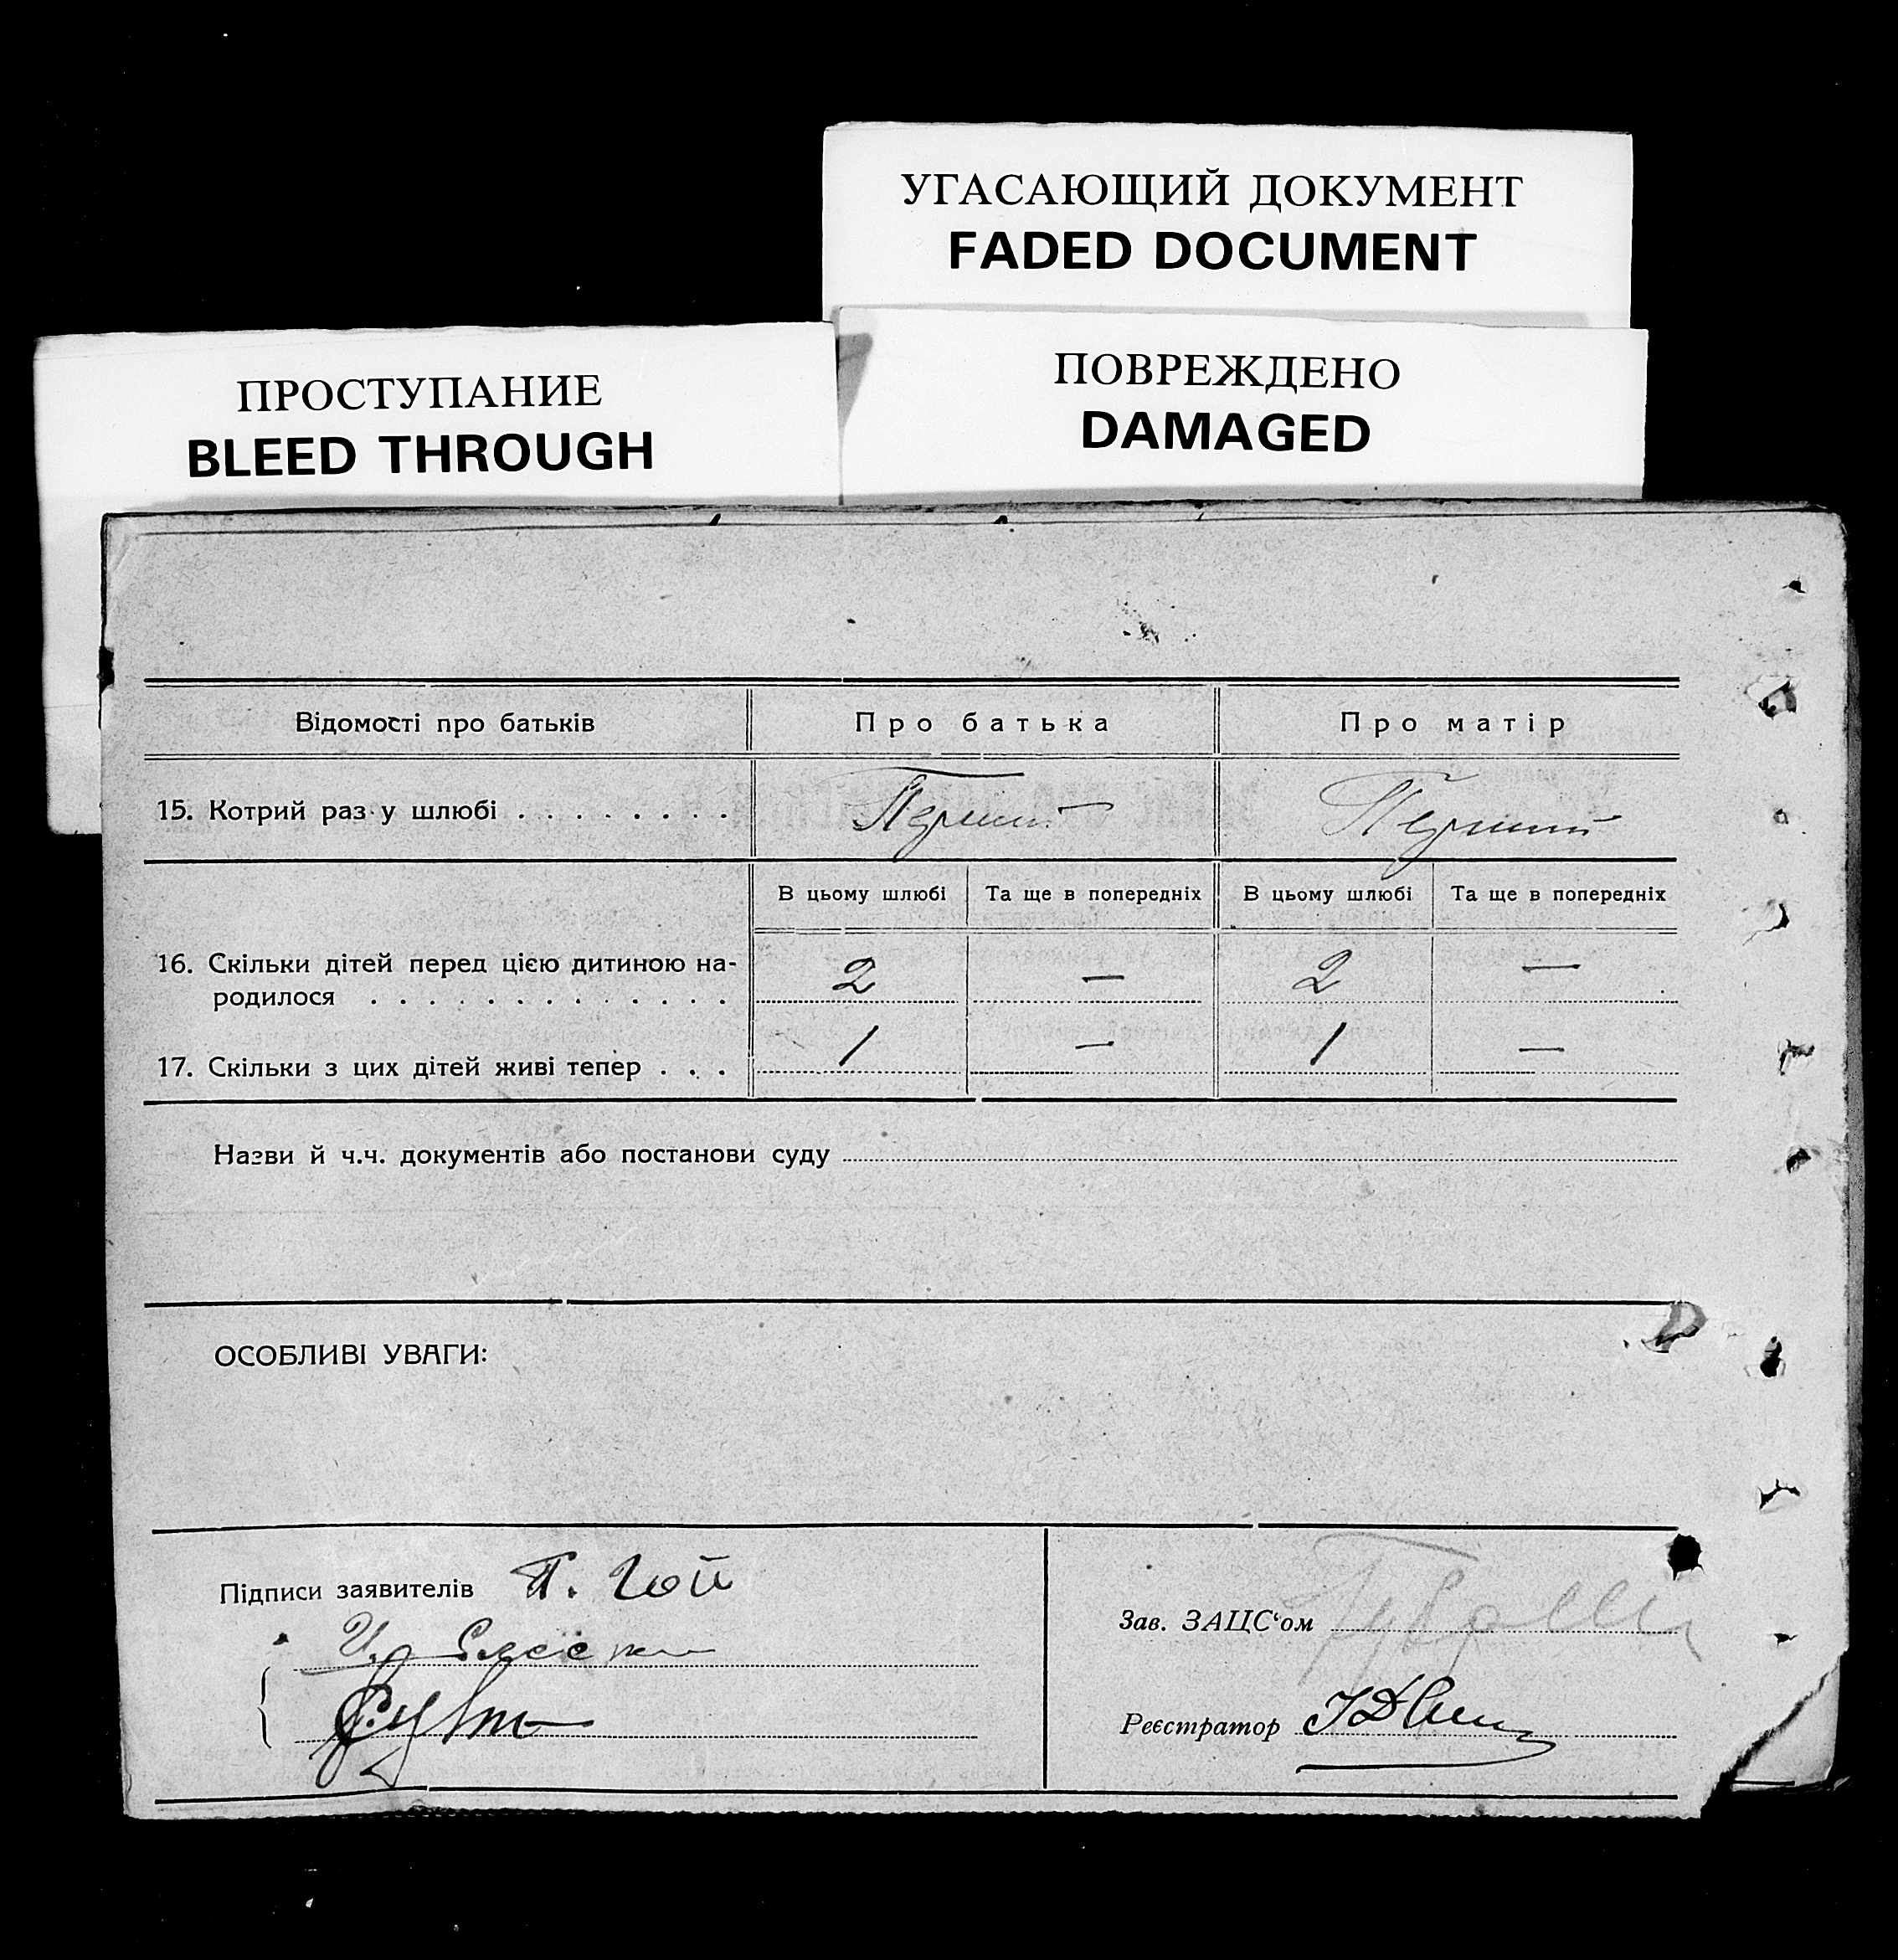 УГАСАЮЩИЙ ДОКУМЕНТ
FADED DOCUMENT
ПРОСТУПАНИЕ
BLEED THROUGH
ПОВРЕЖДЕНО
DAMAGED
Відомості про батьків Про батька Про матір
15. Котрий раз у шлюбі . . . . . . . . Перший Перший
В цьому шлюбі Та ще в попередніх В цьому шлюбі Та ще в попередніх
16. Скільки дітей перед цією дитиною на-
родилося . . . . . . . . . . . . . 2 — 2 —
17. Скільки з цих дітей живі тепер . . . 1 — 1 —
Назви й ч.ч. документів або постанови суду
ОСОБЛИВІ УВАГИ:
Підписи заявителів П. Гой
Зав. ЗАЦС‘ом
Реєстратор